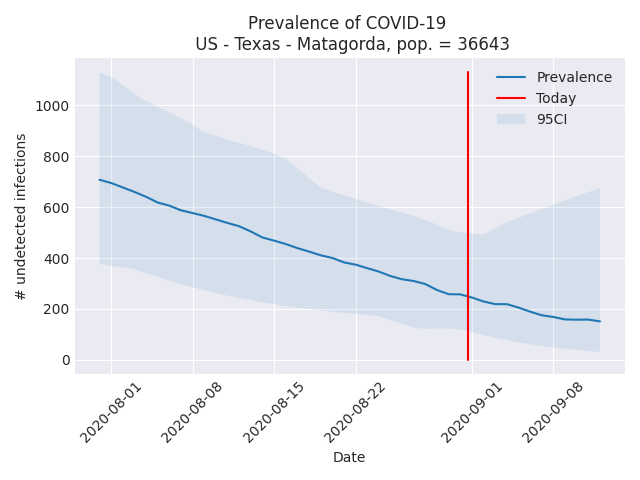 Prevalence of COVID-19
US - Texas - Matagorda, pop. = 36643
Prevalence
Today
95CI
# undetected infections
1000
800
600
400
200
0
2020-08-01
2020-08-08
2020-08-15
2020-08-22
2020-09-01
2020-09-08
Date